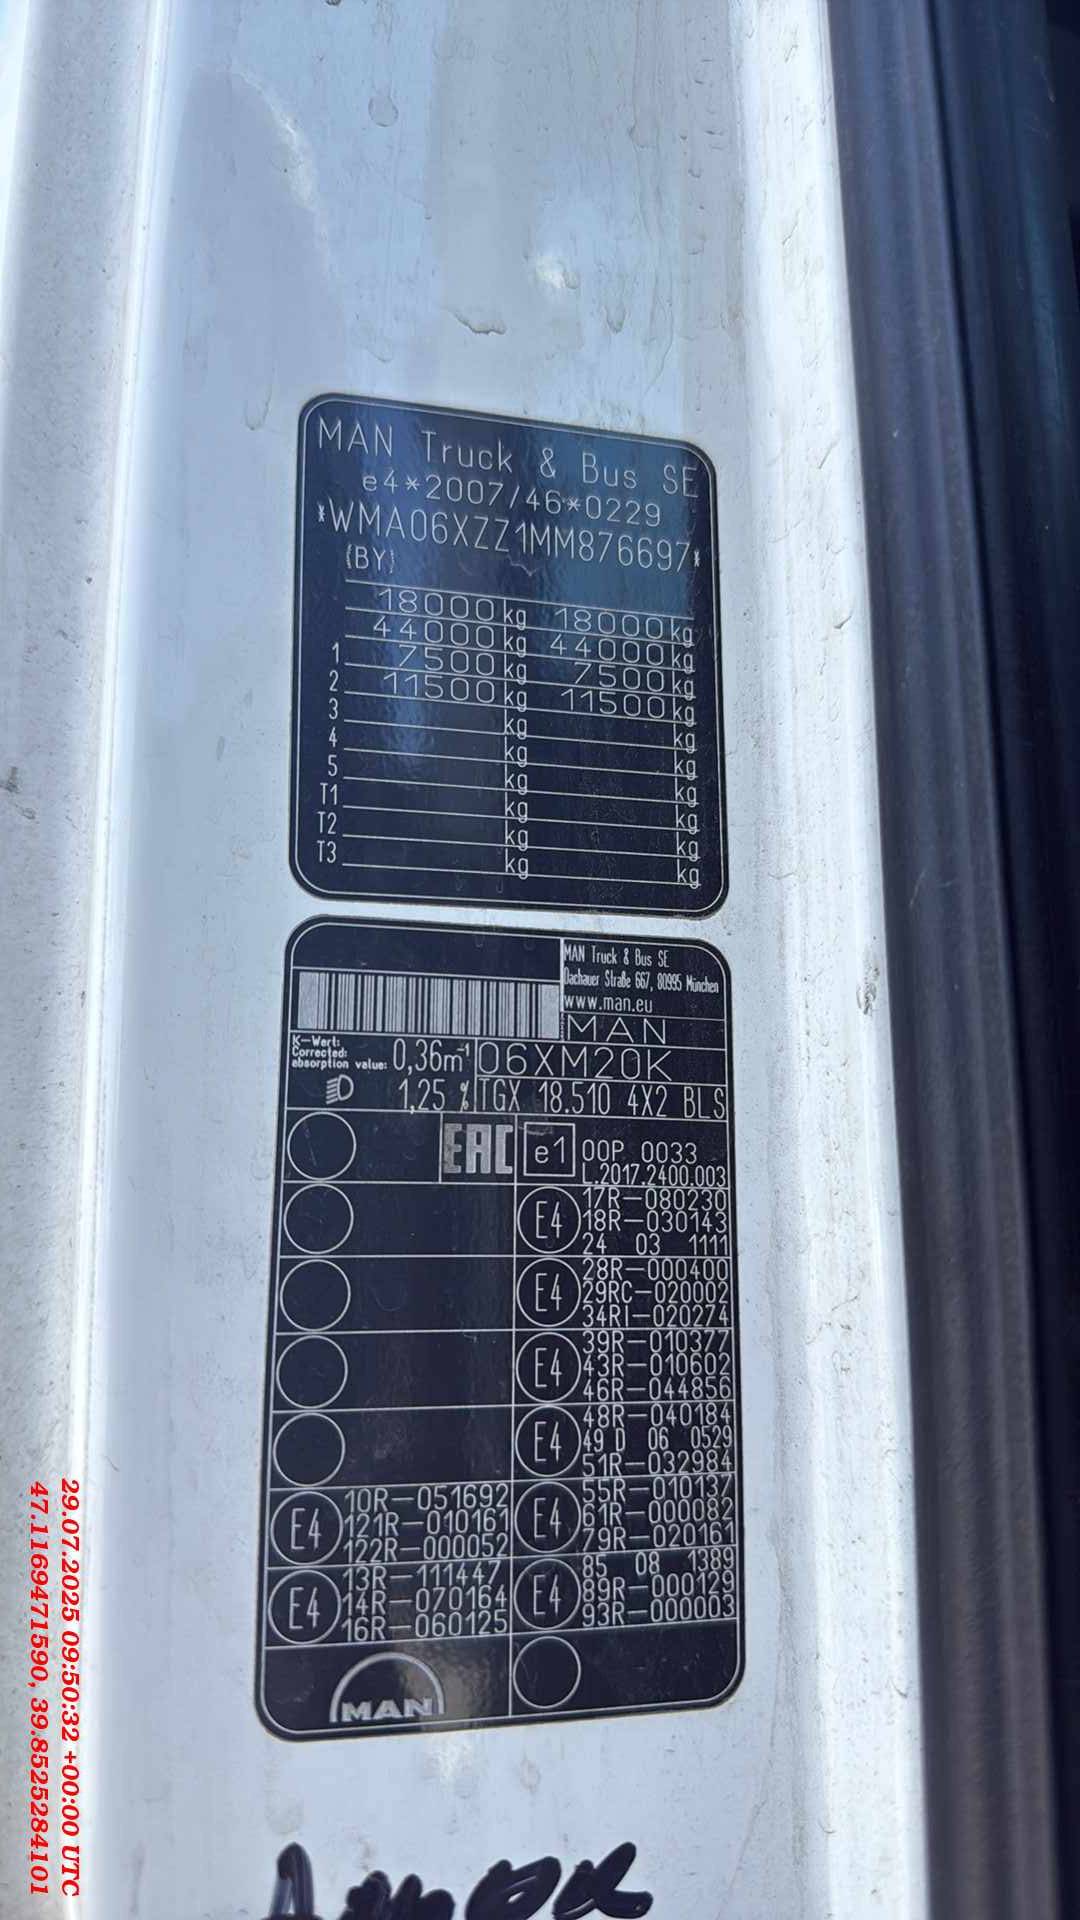 MAN Truck & Bus SE
e4*2007/46*0229
*WMA06XZZ1MM876697*
(BY)
18000kg 18000kg
44000kg 44000kg
1 7500kg 7500kg
2 11500kg 11500kg
3 kg kg
4 kg kg
5 kg kg
T1 kg kg
T2 kg kg
T3 kg kg
MAN Truck & Bus SE
Dachauer Straße 667, 80995 München
www.man.eu
MAN
K-Wert:
Corrected
absorption value: 0,36m⁻¹
06XM20K
1,25 %
TGX 18.510 4X2 BLS
EAC
e1
00P 0033
L.2017.2400.003
E4
17R-080230
18R-030143
24 03 1111
E4
28R-000400
29RC-020002
34RI-020274
E4
39R-010377
43R-010602
46R-044856
E4
48R-040184
49 D 06 0529
51R-032984
E4
10R-051692
121R-010161
122R-000052
E4
55R-010137
61R-000082
79R-020161
E4
13R-111447
14R-070164
16R-060125
E4
85 08 1389
89R-000129
93R-000003
MAN
29.07.2025 09:50:32 +00:00 UTC
47.116947171590, 39.8525284101